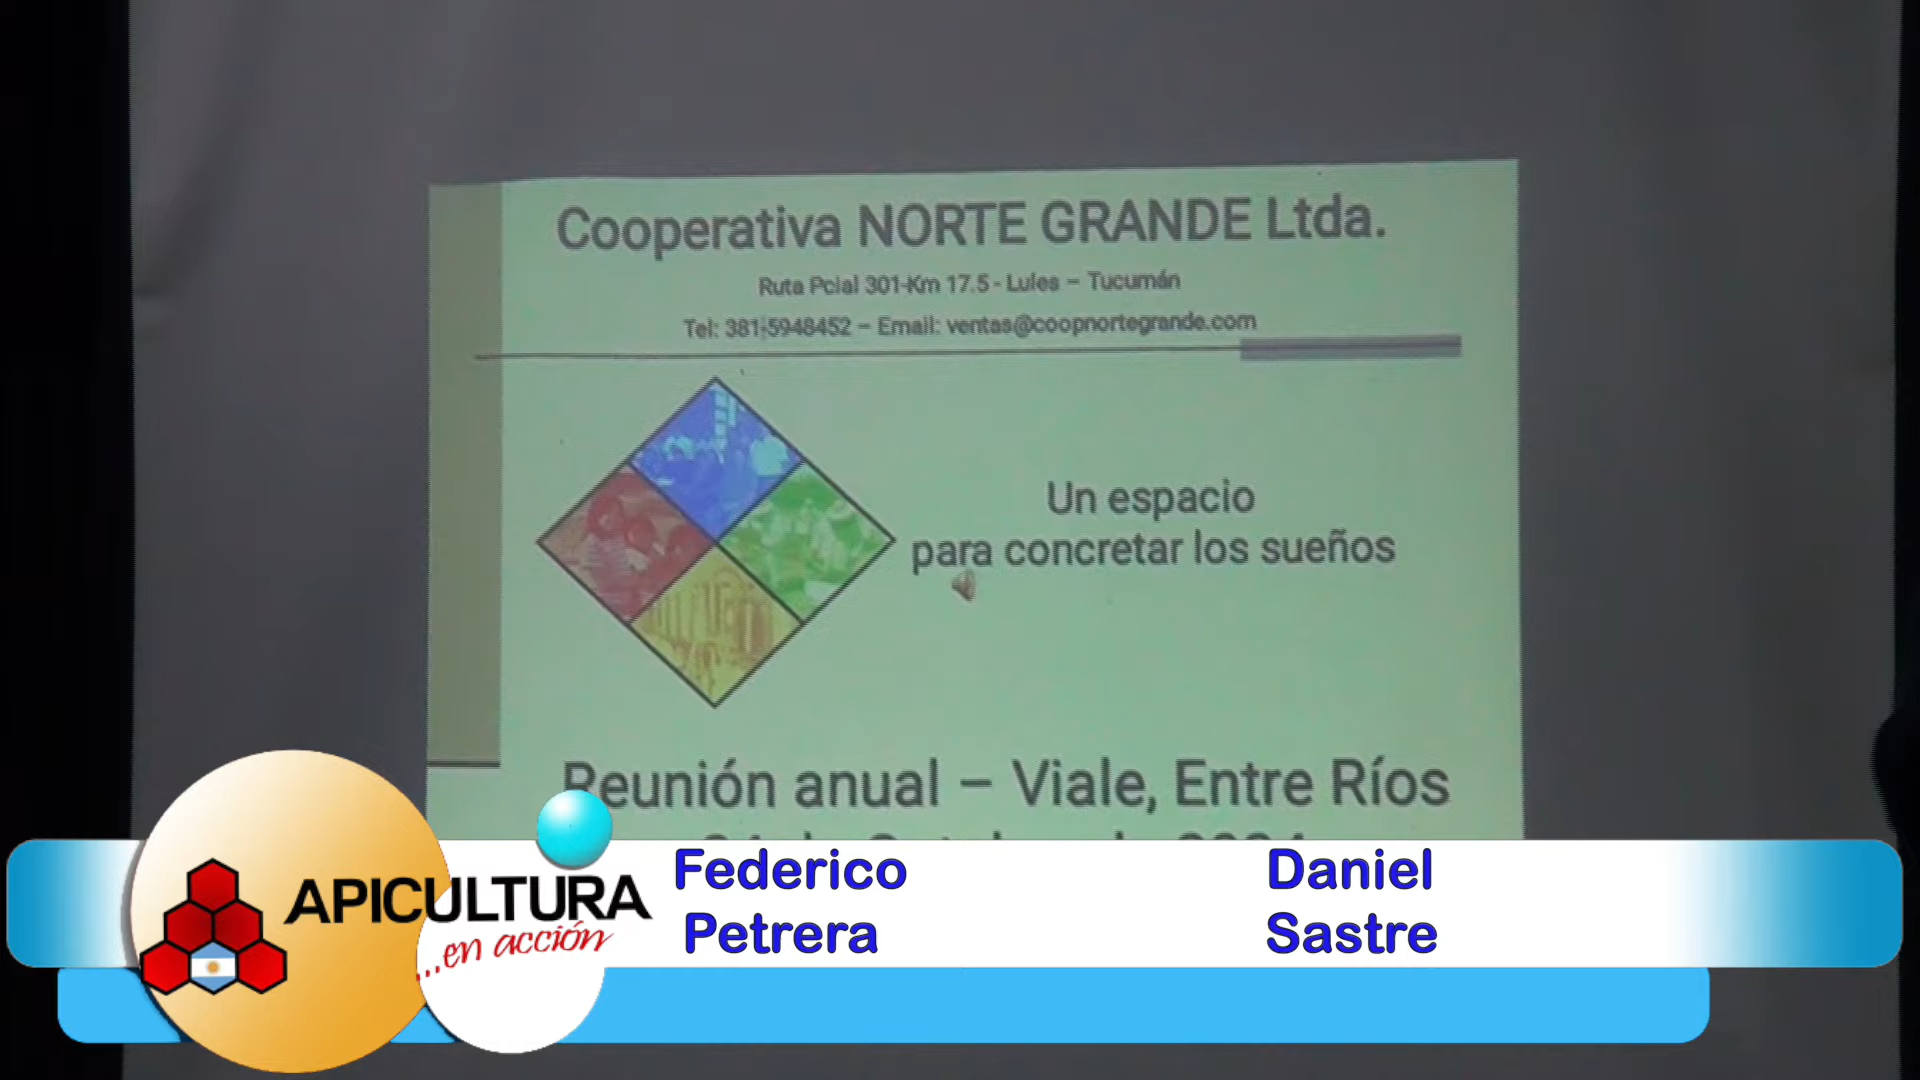 Cooperativa NORTE GRANDE Ltda.
Ruta Pcial 301-Km 17.5 - Lules – Tucumán
Tel: 381-5948452 – Email: ventas@coopnortegrande.com
Un espacio
para concretar los sueños
Reunión anual – Viale, Entre Ríos
APICULTURA
...en acción
Federico
Petrera
Daniel
Sastre